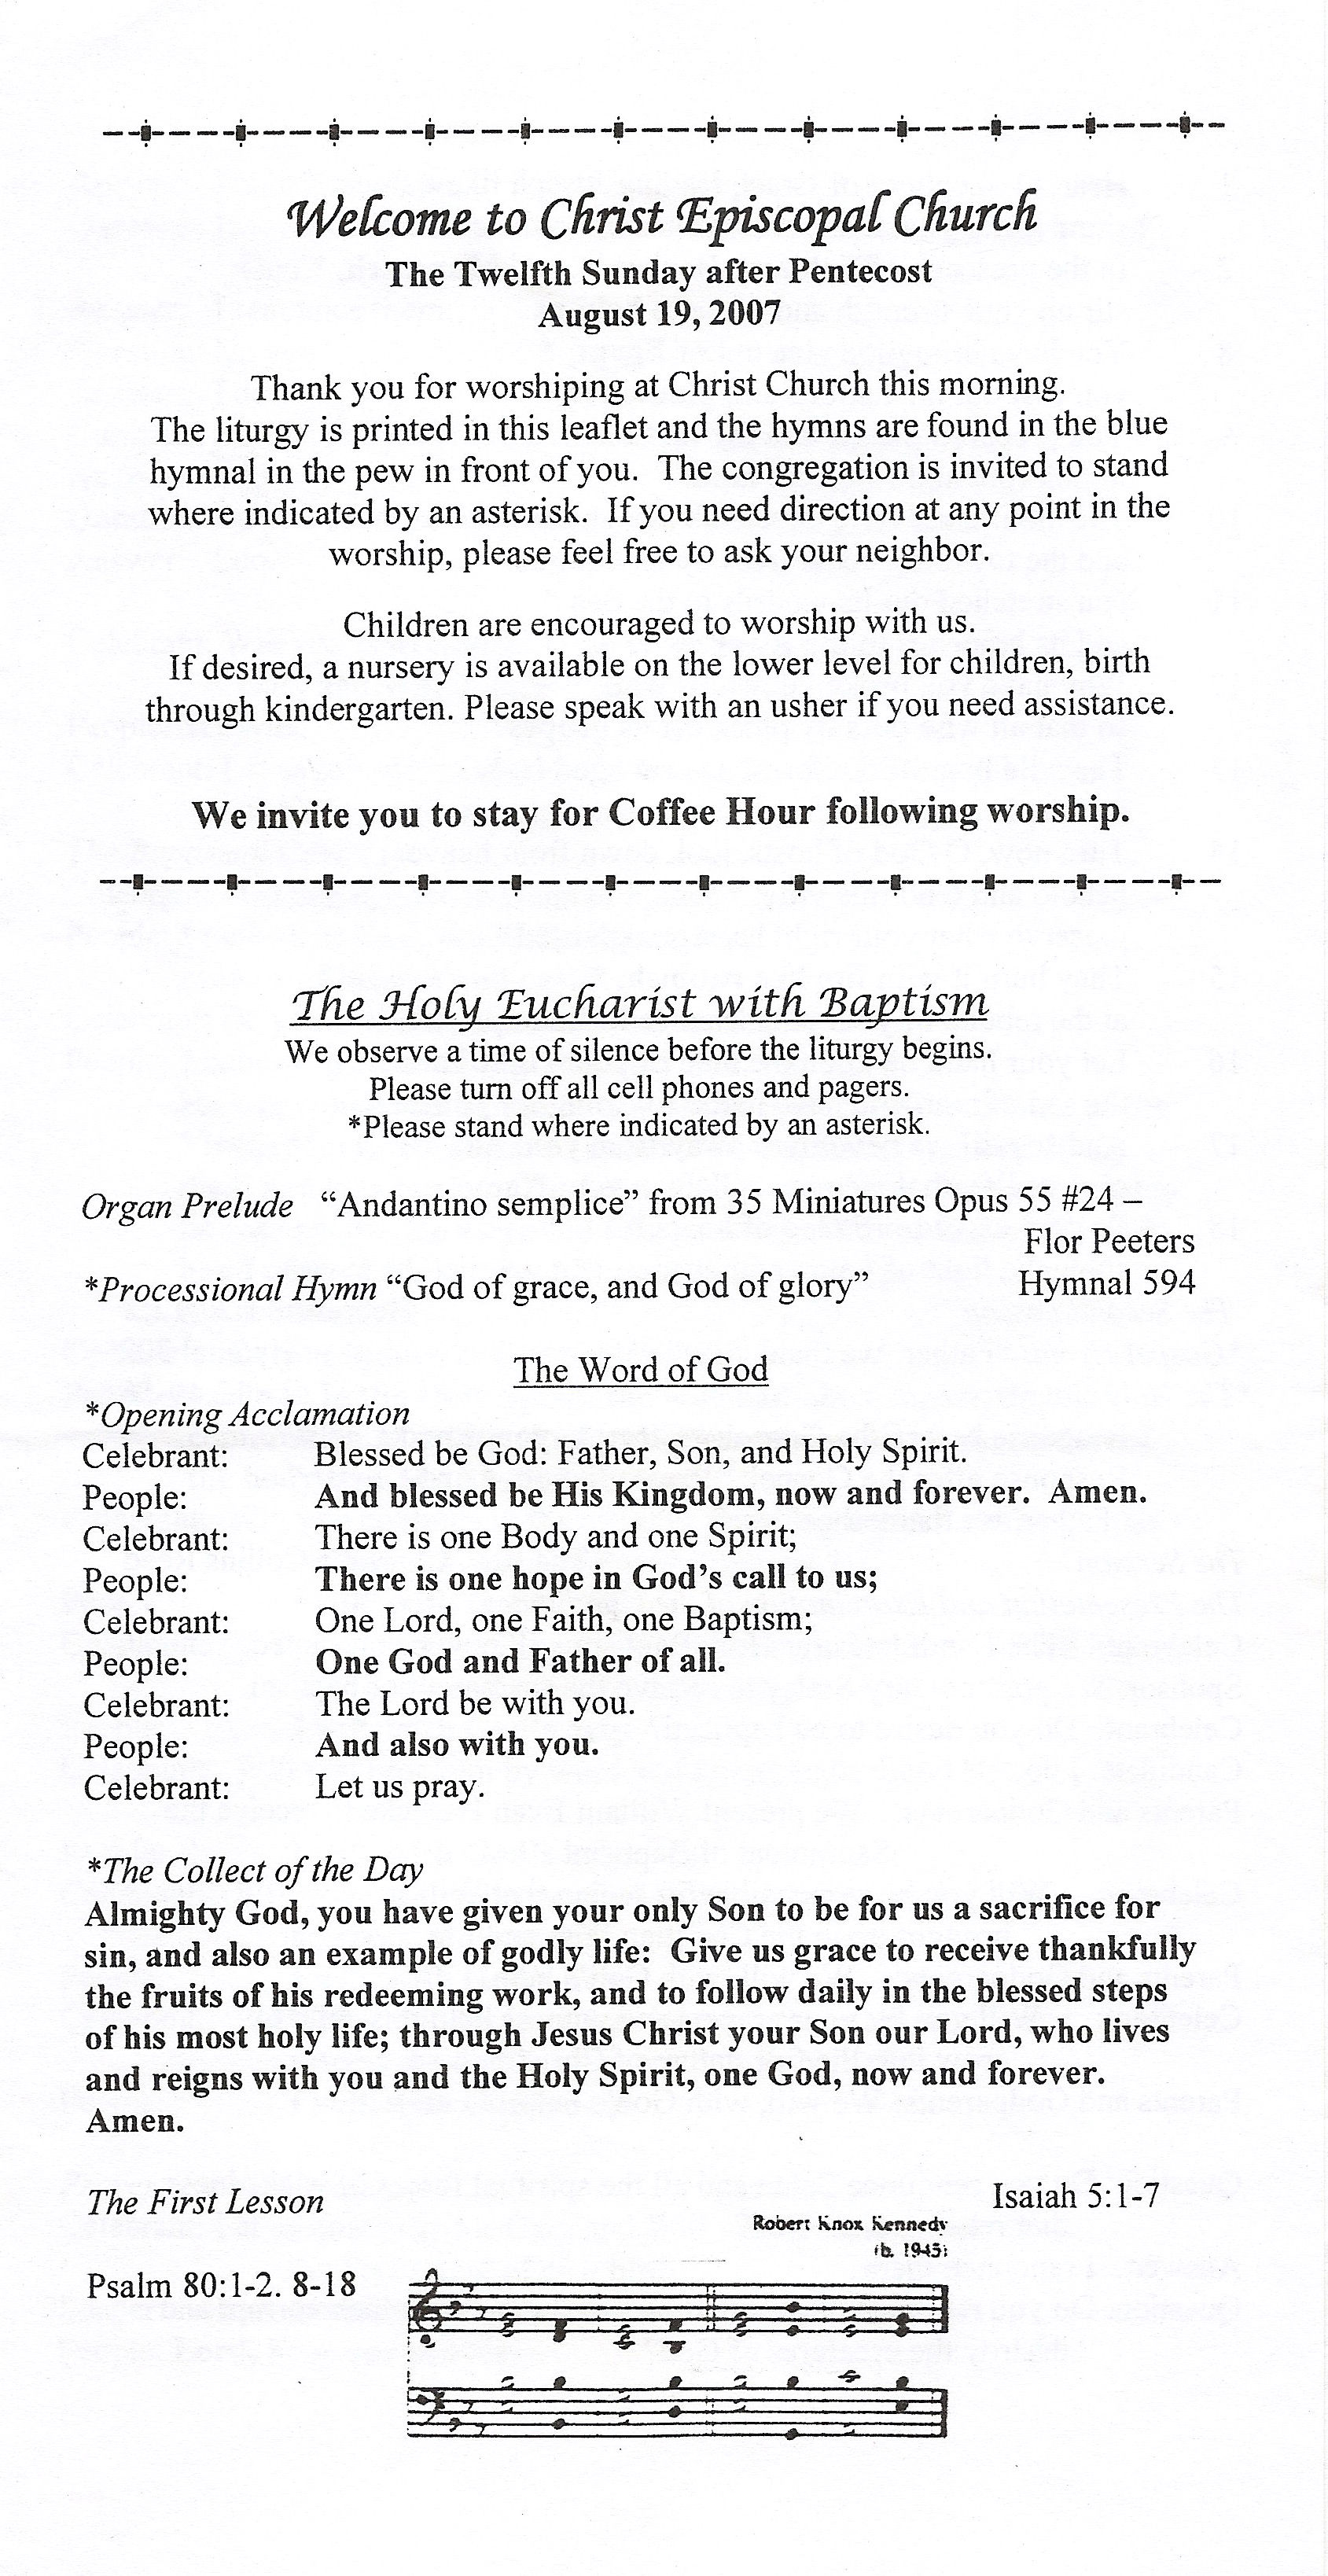 Welcome to Christ Episcopal Church
The Twelfth Sunday after Pentecost
August 19, 2007
Thank you for worshiping at Christ Church this morning.
The liturgy is printed in this leaflet and the hymns are found in the blue
hymnal in the pew in front of you.  The congregation is invited to stand
where indicated by an asterisk.  If you need direction at any point in the
worship, please feel free to ask your neighbor.
Children are encouraged to worship with us.
If desired, a nursery is available on the lower level for children, birth
through kindergarten. Please speak with an usher if you need assistance.
We invite you to stay for Coffee Hour following worship.
The Holy Eucharist with Baptism
We observe a time of silence before the liturgy begins.
Please turn off all cell phones and pagers.
*Please stand where indicated by an asterisk.
Organ Prelude “Andantino semplice” from 35 Miniatures Opus 55 #24 –
Flor Peeters
*Processional Hymn “God of grace, and God of glory” Hymnal 594
The Word of God
*Opening Acclamation
Celebrant: Blessed be God: Father, Son, and Holy Spirit.
People: And blessed be His Kingdom, now and forever.  Amen.
Celebrant: There is one Body and one Spirit;
People: There is one hope in God’s call to us;
Celebrant: One Lord, one Faith, one Baptism;
People: One God and Father of all.
Celebrant: The Lord be with you.
People: And also with you.
Celebrant: Let us pray.
*The Collect of the Day
Almighty God, you have given your only Son to be for us a sacrifice for
sin, and also an example of godly life:  Give us grace to receive thankfully
the fruits of his redeeming work, and to follow daily in the blessed steps
of his most holy life; through Jesus Christ your Son our Lord, who lives
and reigns with you and the Holy Spirit, one God, now and forever.
Amen.
The First Lesson Isaiah 5:1-7
Robert Knox Kennedy
(b. 1945)
Psalm 80:1-2. 8-18